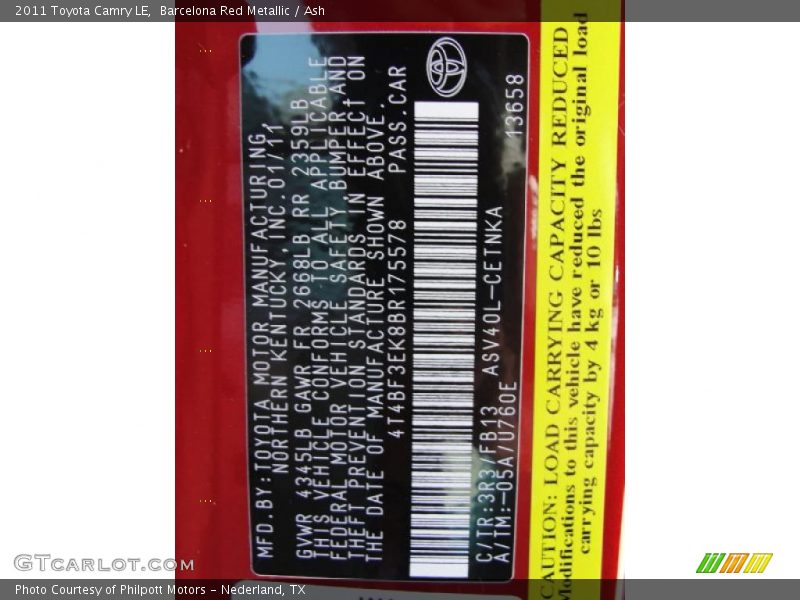 2011 Toyota Camry LE, Barcelona Red Metallic / Ash
MFD.BY:TOYOTA MOTOR MANUFACTURING,
NORTHERN KENTUCKY,INC.01/11
GVWR 4345LB GAWR FR 2668LB RR 2359LB
THIS VEHICLE CONFORMS TO ALL APPLICABLE
FEDERAL MOTOR VEHICLE SAFETY,BUMPER AND
THEFT PREVENTION STANDARDS IN EFFECT ON
THE DATE OF MANUFACTURE SHOWN ABOVE.
4T4BF3EK8BR175578 PASS.CAR
C/TR:3R3/FB13 ASV40L-CETNKA 13658
A/TM:-05A/U760E
CAUTION: LOAD CARRYING CAPACITY REDUCED
Modifications to this vehicle have reduced the original load
carrying capacity by 4 kg or 10 lbs
GTCarLot.com
Photo Courtesy of Philpott Motors - Nederland, TX